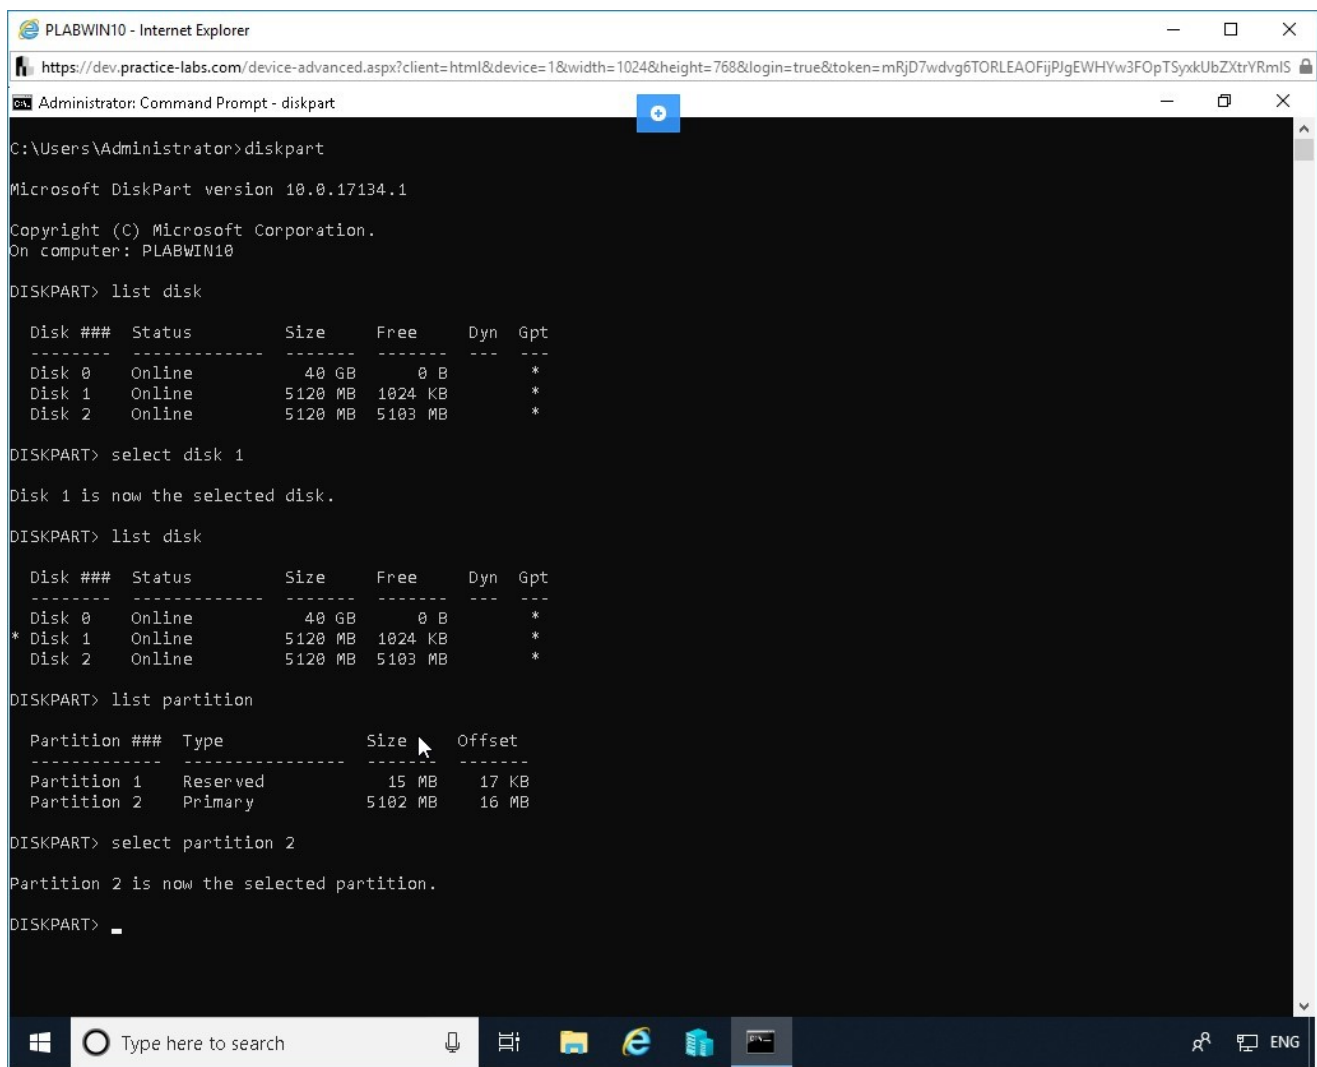 PLABWIN10 - Internet Explorer
https://dev.practice-labs.com/device-advanced.aspx?client=html&device=1&width=1024&height=768&login=true&token=mRjD7wdvg6TORLEAOFijPJgEWHYw3FOpTSyxkUbZXtrYRmIS
Administrator: Command Prompt - diskpart
C:\Users\Administrator>diskpart
Microsoft DiskPart version 10.0.17134.1
Copyright (C) Microsoft Corporation.
On computer: PLABWIN10
DISKPART> list disk
  Disk ###  Status         Size     Free     Dyn  Gpt
  --------  -------------  -------  -------  ---  ---
  Disk 0    Online           40 GB      0 B        *
  Disk 1    Online         5120 MB  1024 KB        *
  Disk 2    Online         5120 MB  5103 MB        *
DISKPART> select disk 1
Disk 1 is now the selected disk.
DISKPART> list disk
  Disk ###  Status         Size     Free     Dyn  Gpt
  --------  -------------  -------  -------  ---  ---
  Disk 0    Online           40 GB      0 B        *
* Disk 1    Online         5120 MB  1024 KB        *
  Disk 2    Online         5120 MB  5103 MB        *
DISKPART> list partition
  Partition ###  Type              Size     Offset
  -------------  ----------------  -------  -------
  Partition 1    Reserved            15 MB    17 KB
  Partition 2    Primary           5102 MB    16 MB
DISKPART> select partition 2
Partition 2 is now the selected partition.
DISKPART> _
Type here to search
ENG